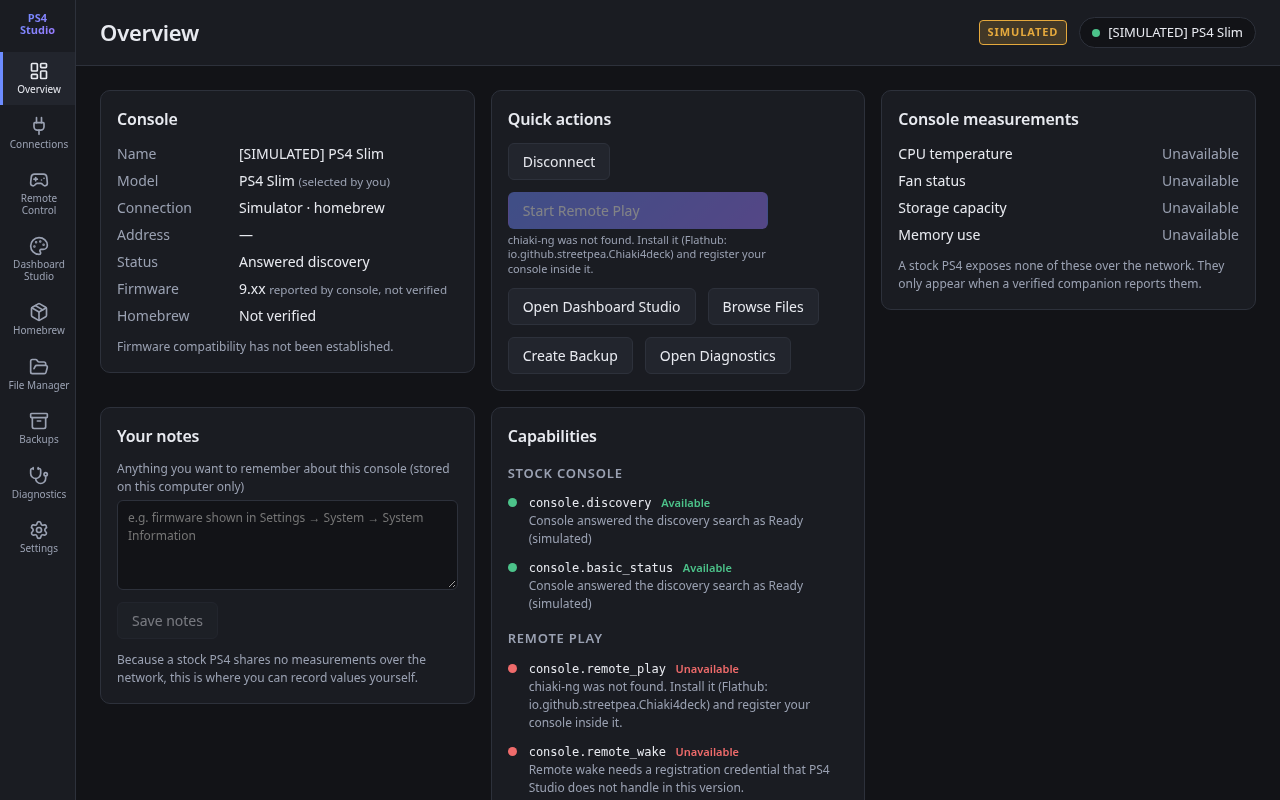 PS4
Studio
Overview
Connections
Remote
Control
Dashboard
Studio
Homebrew
File Manager
Backups
Diagnostics
Settings
Overview
SIMULATED
[SIMULATED] PS4 Slim
Console
Name [SIMULATED] PS4 Slim
Model PS4 Slim (selected by you)
Connection Simulator · homebrew
Address —
Status Answered discovery
Firmware 9.xx reported by console, not verified
Homebrew Not verified
Firmware compatibility has not been established.
Quick actions
Disconnect
Start Remote Play
chiaki-ng was not found. Install it (Flathub:
io.github.streetpea.Chiaki4deck) and register your
console inside it.
Open Dashboard Studio Browse Files
Create Backup Open Diagnostics
Console measurements
CPU temperature Unavailable
Fan status Unavailable
Storage capacity Unavailable
Memory use Unavailable
A stock PS4 exposes none of these over the network. They
only appear when a verified companion reports them.
Your notes
Anything you want to remember about this console (stored
on this computer only)
e.g. firmware shown in Settings → System → System
Information
Save notes
Because a stock PS4 shares no measurements over the
network, this is where you can record values yourself.
Capabilities
STOCK CONSOLE
console.discovery Available
Console answered the discovery search as Ready
(simulated)
console.basic_status Available
Console answered the discovery search as Ready
(simulated)
REMOTE PLAY
console.remote_play Unavailable
chiaki-ng was not found. Install it (Flathub:
io.github.streetpea.Chiaki4deck) and register your
console inside it.
console.remote_wake Unavailable
Remote wake needs a registration credential that PS4
Studio does not handle in this version.